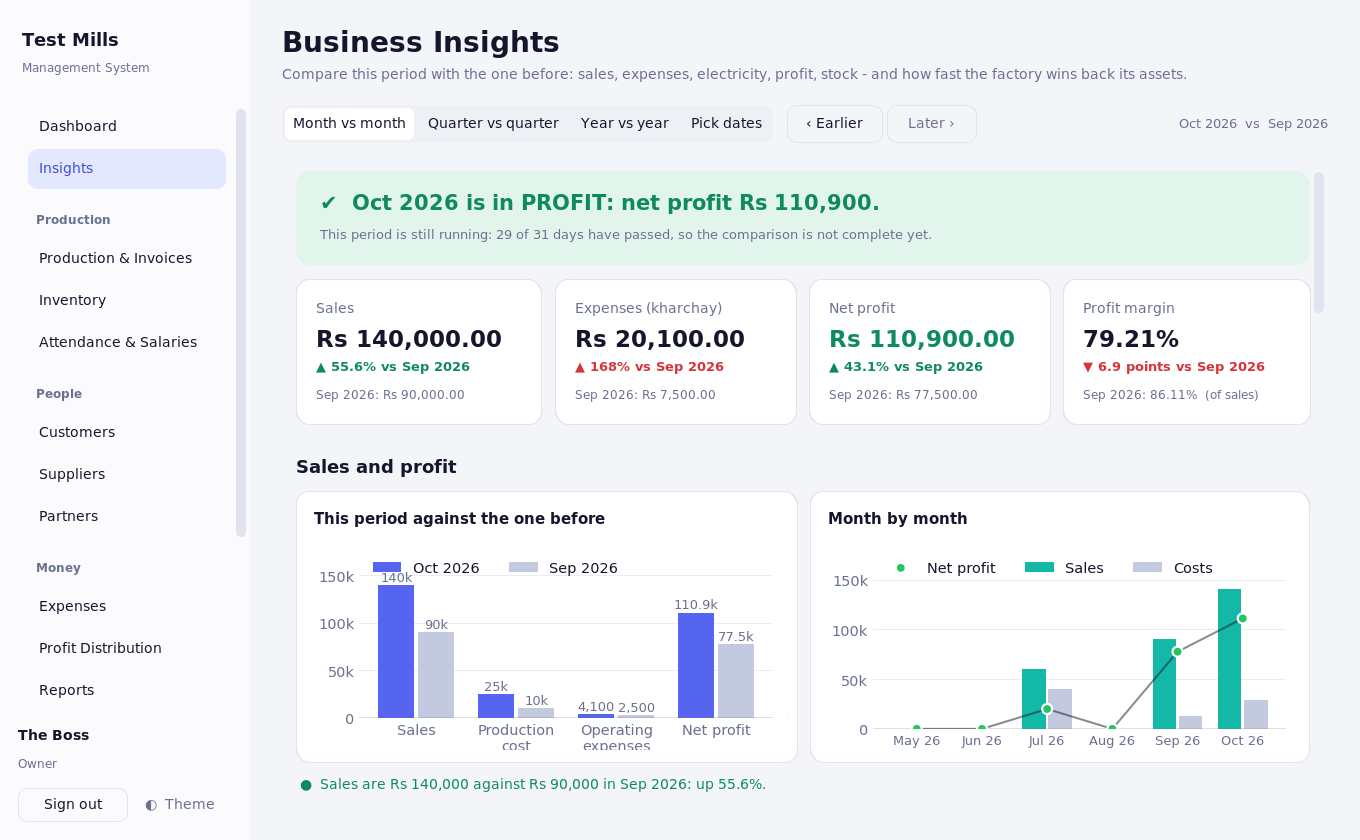 Test Mills
Management System
Dashboard
Insights
Production
Production & Invoices
Inventory
Attendance & Salaries
People
Customers
Suppliers
Partners
Money
Expenses
Profit Distribution
Reports
The Boss
Owner
Sign out
◐ Theme
Business Insights
Compare this period with the one before: sales, expenses, electricity, profit, stock - and how fast the factory wins back its assets.
Month vs month Quarter vs quarter Year vs year Pick dates ‹ Earlier Later › Oct 2026 vs Sep 2026
✔ Oct 2026 is in PROFIT: net profit Rs 110,900.
This period is still running: 29 of 31 days have passed, so the comparison is not complete yet.
Sales
Rs 140,000.00
▲ 55.6% vs Sep 2026
Sep 2026: Rs 90,000.00
Expenses (kharchay)
Rs 20,100.00
▲ 168% vs Sep 2026
Sep 2026: Rs 7,500.00
Net profit
Rs 110,900.00
▲ 43.1% vs Sep 2026
Sep 2026: Rs 77,500.00
Profit margin
79.21%
▼ 6.9 points vs Sep 2026
Sep 2026: 86.11% (of sales)
Sales and profit
This period against the one before
Oct 2026 Sep 2026
150k
100k
50k
0
140k
90k
25k
10k
4,100
2,500
110.9k
77.5k
Sales
Production cost
Operating expenses
Net profit
Month by month
Net profit Sales Costs
150k
100k
50k
0
May 26 Jun 26 Jul 26 Aug 26 Sep 26 Oct 26
● Sales are Rs 140,000 against Rs 90,000 in Sep 2026: up 55.6%.